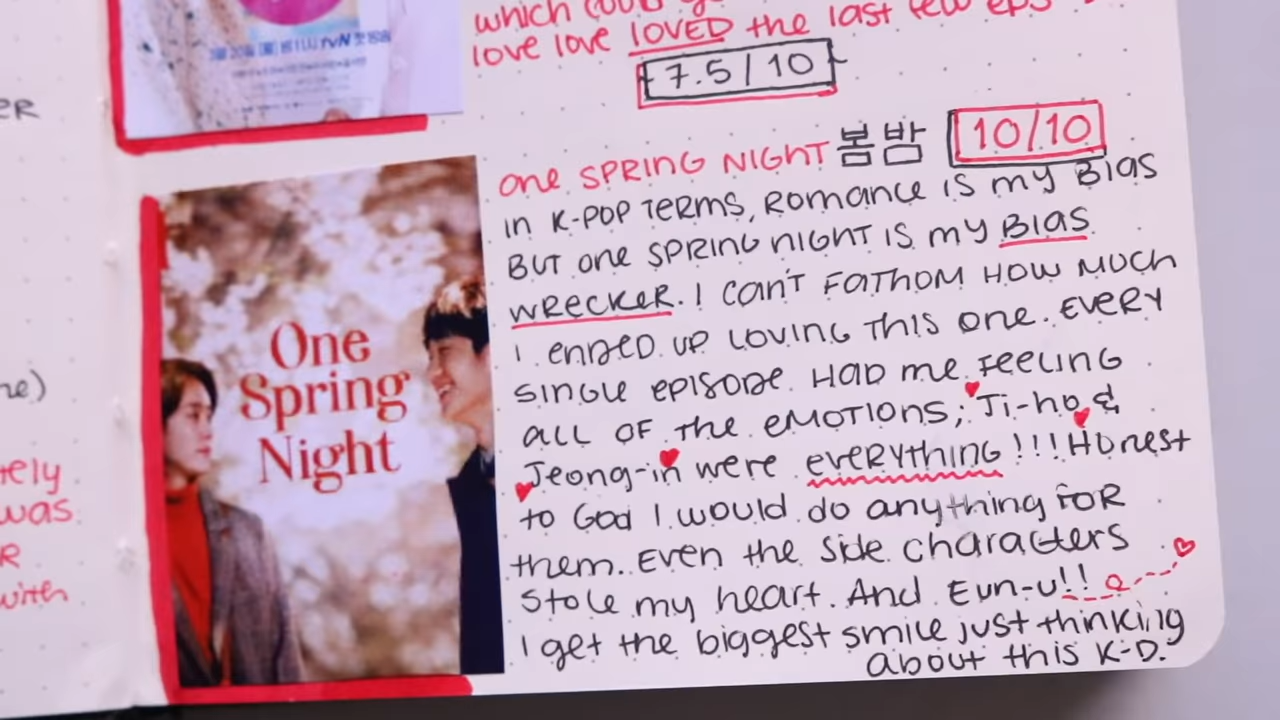 which
love love LOVED the last few eps
7.5/10
tvN
ER
ne)
tely
was
R
with
One
Spring
Night
one SPRING NIGHT 봄밤 10/10
IN K-POP TERMS, ROMANCE IS MY BIAS
BUT One SPRING NIGHT IS MY BIAS
WRECKER. I CAN'T FATHOM HOW MUCH
I ENDED UP LOVING THIS ONE. EVERY
SINGLE EPISODE HAD ME FEELING
ALL OF THE EMOTIONS; Ji-ho &
Jeong-in were EVERYTHING!!! Honest
to God I would do anything FOR
them. Even the side characters
stole my heart. And Eun-u!!
I get the biggest smile just thinking
about this K-D.